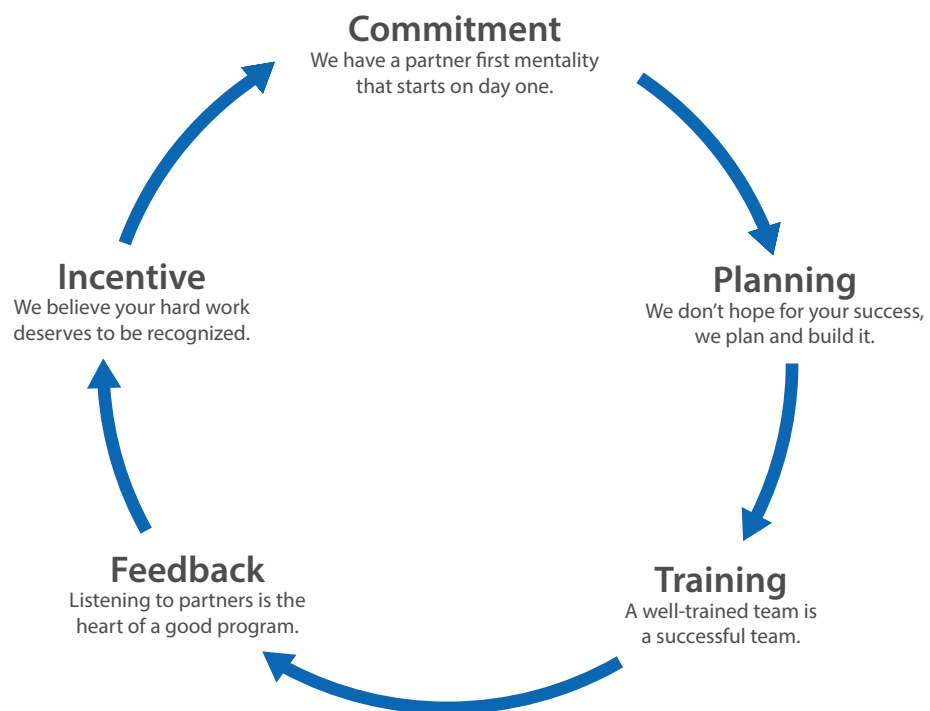 Commitment
We have a partner first mentality
that starts on day one.
Planning
We don’t hope for your success,
we plan and build it.
Training
A well-trained team is
a successful team.
Feedback
Listening to partners is the
heart of a good program.
Incentive
We believe your hard work
deserves to be recognized.